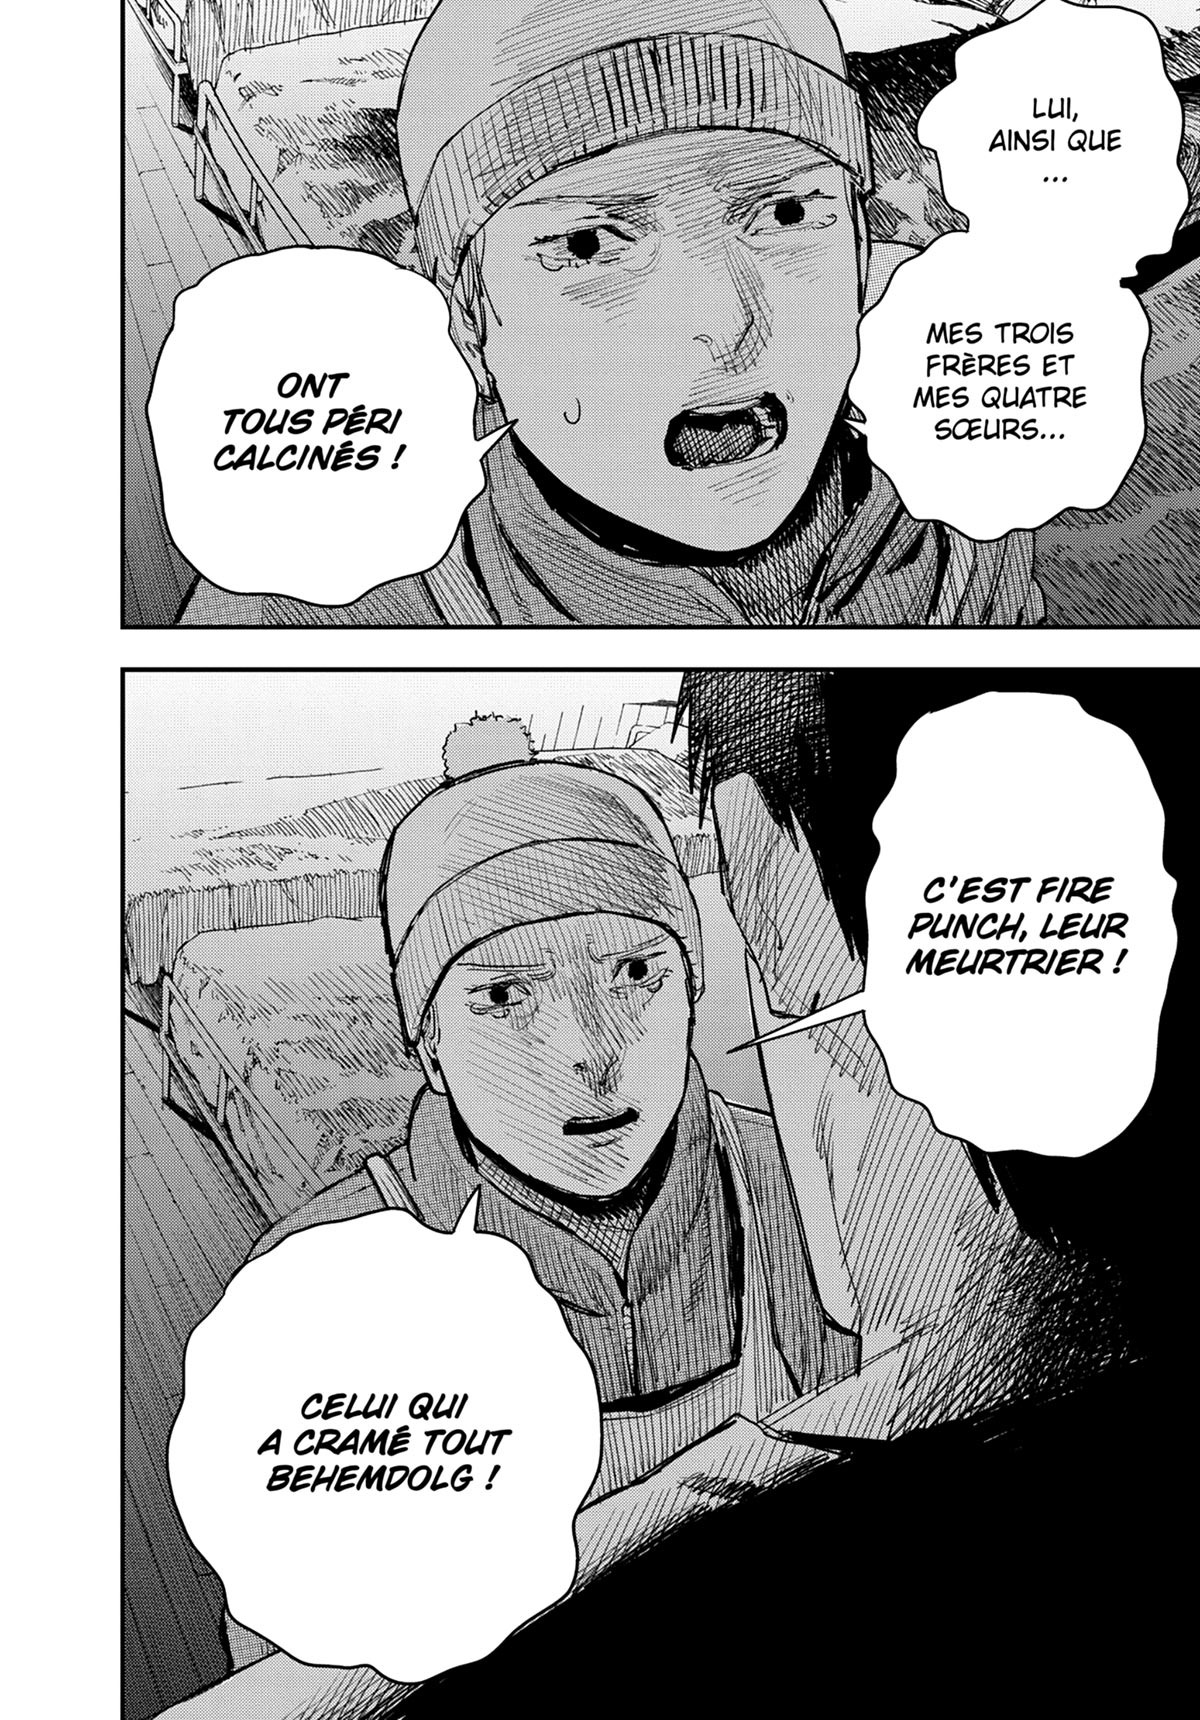 LUI,
AINSI QUE
...
MES TROIS
FRÈRES ET
MES QUATRE
SŒURS...
ONT
TOUS PÉRI
CALCINÉS !
C'EST FIRE
PUNCH, LEUR
MEURTRIER !
CELUI QUI
A CRAMÉ TOUT
BEHEMDOLG !